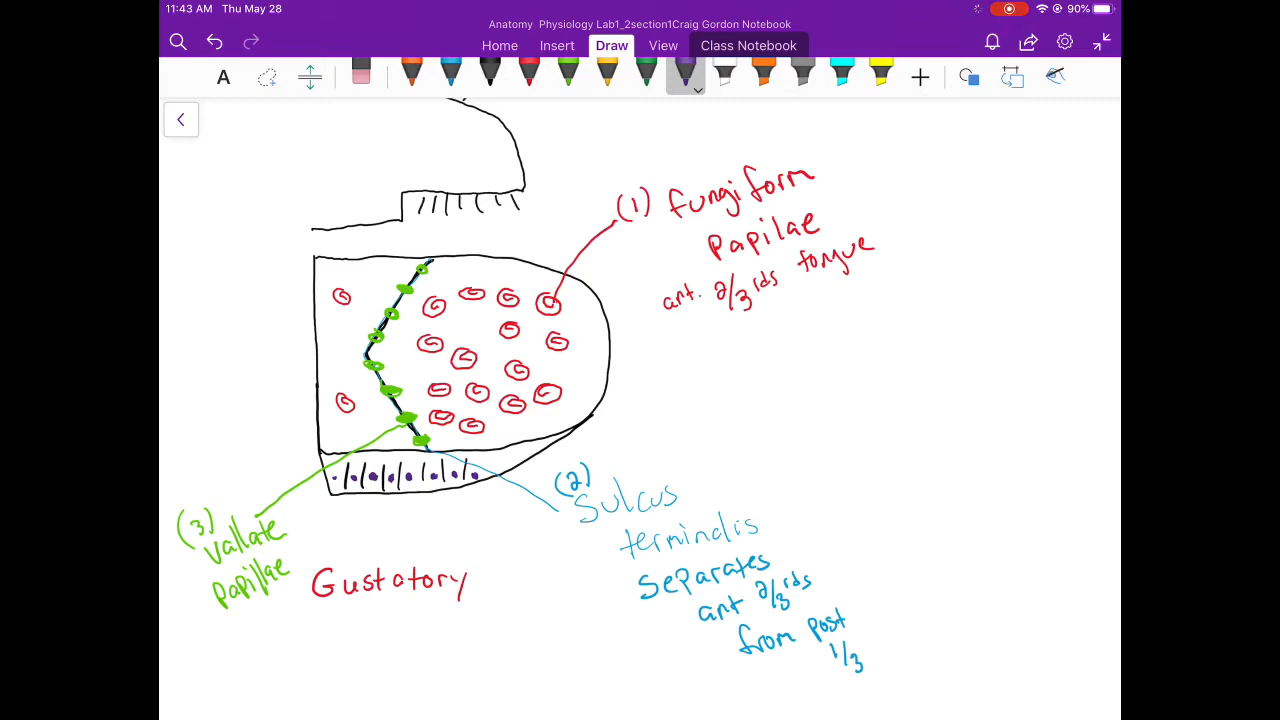 11:43 AM Thu May 28
90%
Anatomy Physiology Lab1_2section1Craig Gordon Notebook
Home Insert Draw View Class Notebook
A
(1) fungiform
papilae
ant. 2/3rds tongue
(2)
Sulcus
terminalis
separates
ant 2/3rds
from post
1/3
(3)
vallate
papillae
Gustatory